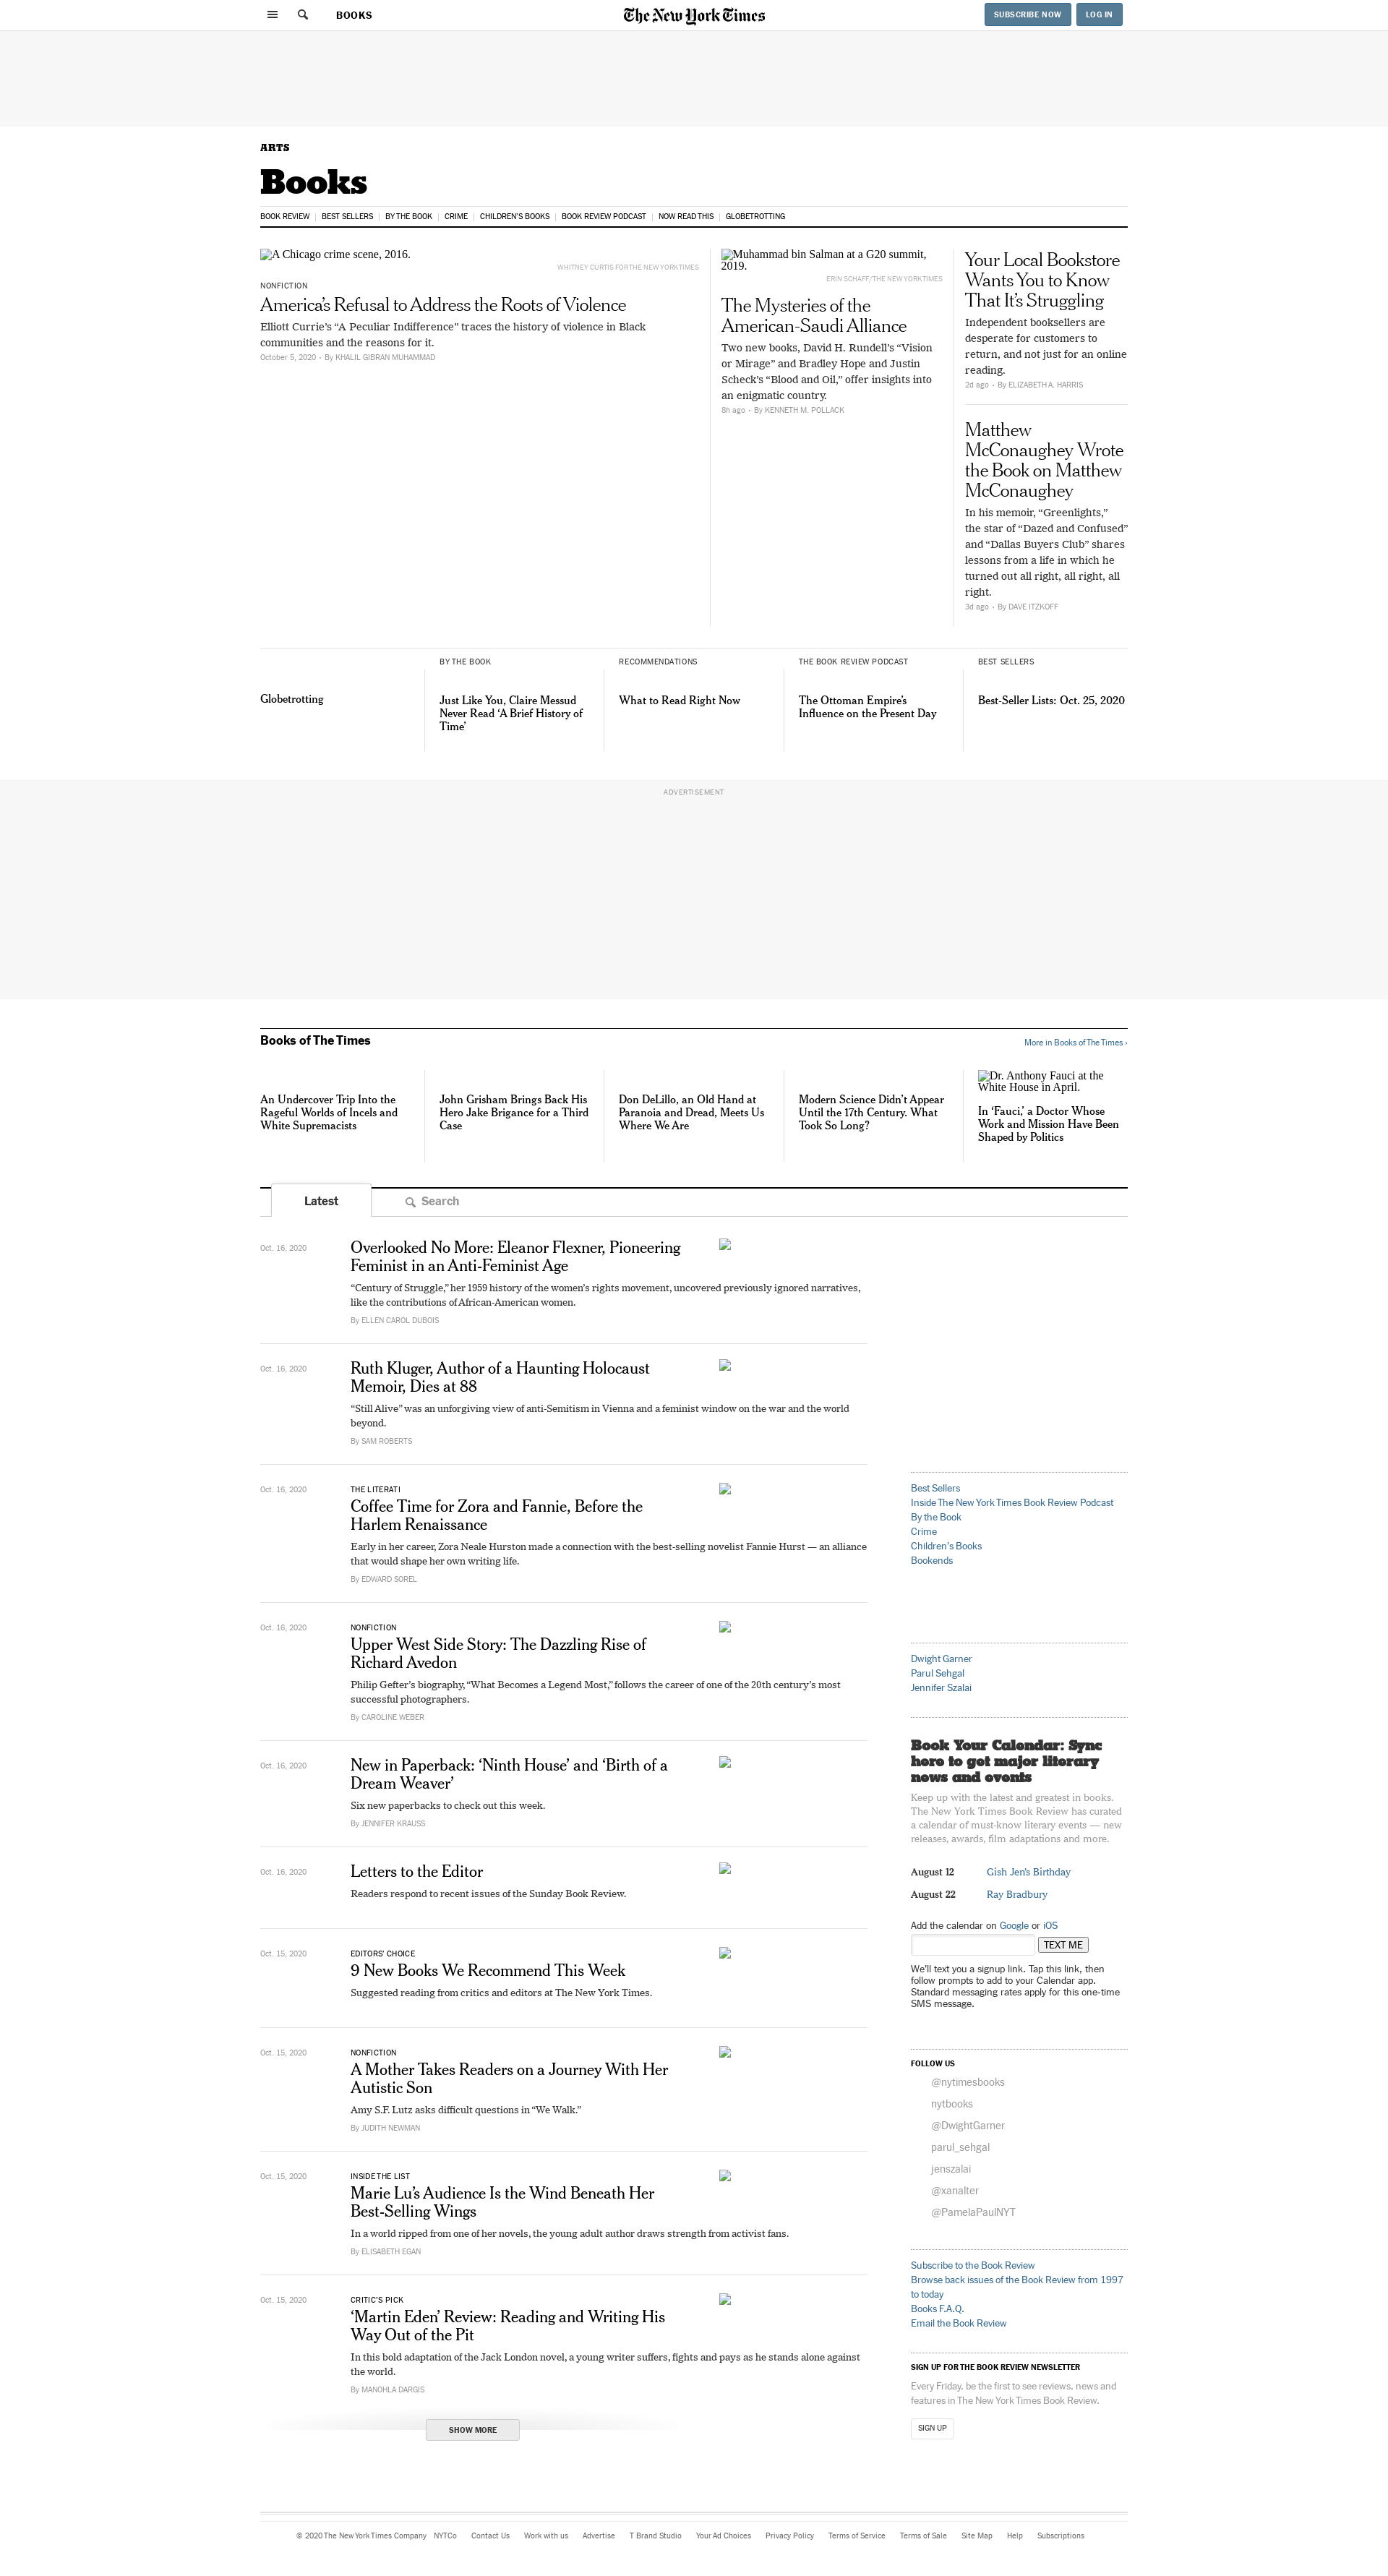 BOOKS
The New York Times
SUBSCRIBE NOW
LOG IN
ARTS
Books
BOOK REVIEW
BEST SELLERS
BY THE BOOK
CRIME
CHILDREN'S BOOKS
BOOK REVIEW PODCAST
NOW READ THIS
GLOBETROTTING
A Chicago crime scene, 2016.
WHITNEY CURTIS FOR THE NEW YORK TIMES
NONFICTION
America’s Refusal to Address the Roots of Violence
Elliott Currie’s “A Peculiar Indifference” traces the history of violence in Black
communities and the reasons for it.
October 5, 2020 • By KHALIL GIBRAN MUHAMMAD
Muhammad bin Salman at a G20 summit,
2019.
ERIN SCHAFF/THE NEW YORK TIMES
The Mysteries of the
American-Saudi Alliance
Two new books, David H. Rundell’s “Vision
or Mirage” and Bradley Hope and Justin
Scheck’s “Blood and Oil,” offer insights into
an enigmatic country.
8h ago • By KENNETH M. POLLACK
Your Local Bookstore
Wants You to Know
That It’s Struggling
Independent booksellers are
desperate for customers to
return, and not just for an online
reading.
2d ago • By ELIZABETH A. HARRIS
Matthew
McConaughey Wrote
the Book on Matthew
McConaughey
In his memoir, “Greenlights,”
the star of “Dazed and Confused”
and “Dallas Buyers Club” shares
lessons from a life in which he
turned out all right, all right, all
right.
3d ago • By DAVE ITZKOFF
Globetrotting
BY THE BOOK
Just Like You, Claire Messud
Never Read ‘A Brief History of
Time’
RECOMMENDATIONS
What to Read Right Now
THE BOOK REVIEW PODCAST
The Ottoman Empire’s
Influence on the Present Day
BEST SELLERS
Best-Seller Lists: Oct. 25, 2020
ADVERTISEMENT
Books of The Times
More in Books of The Times ›
An Undercover Trip Into the
Rageful Worlds of Incels and
White Supremacists
John Grisham Brings Back His
Hero Jake Brigance for a Third
Case
Don DeLillo, an Old Hand at
Paranoia and Dread, Meets Us
Where We Are
Modern Science Didn’t Appear
Until the 17th Century. What
Took So Long?
Dr. Anthony Fauci at the
White House in April.
In ‘Fauci,’ a Doctor Whose
Work and Mission Have Been
Shaped by Politics
Latest
Search
Oct. 16, 2020
Overlooked No More: Eleanor Flexner, Pioneering
Feminist in an Anti-Feminist Age
“Century of Struggle,” her 1959 history of the women’s rights movement, uncovered previously ignored narratives,
like the contributions of African-American women.
By ELLEN CAROL DUBOIS
Oct. 16, 2020
Ruth Kluger, Author of a Haunting Holocaust
Memoir, Dies at 88
“Still Alive” was an unforgiving view of anti-Semitism in Vienna and a feminist window on the war and the world
beyond.
By SAM ROBERTS
Oct. 16, 2020
THE LITERATI
Coffee Time for Zora and Fannie, Before the
Harlem Renaissance
Early in her career, Zora Neale Hurston made a connection with the best-selling novelist Fannie Hurst — an alliance
that would shape her own writing life.
By EDWARD SOREL
Oct. 16, 2020
NONFICTION
Upper West Side Story: The Dazzling Rise of
Richard Avedon
Philip Gefter’s biography, “What Becomes a Legend Most,” follows the career of one of the 20th century’s most
successful photographers.
By CAROLINE WEBER
Oct. 16, 2020
New in Paperback: ‘Ninth House’ and ‘Birth of a
Dream Weaver’
Six new paperbacks to check out this week.
By JENNIFER KRAUSS
Oct. 16, 2020
Letters to the Editor
Readers respond to recent issues of the Sunday Book Review.
Oct. 15, 2020
EDITORS’ CHOICE
9 New Books We Recommend This Week
Suggested reading from critics and editors at The New York Times.
Oct. 15, 2020
NONFICTION
A Mother Takes Readers on a Journey With Her
Autistic Son
Amy S.F. Lutz asks difficult questions in “We Walk.”
By JUDITH NEWMAN
Oct. 15, 2020
INSIDE THE LIST
Marie Lu’s Audience Is the Wind Beneath Her
Best-Selling Wings
In a world ripped from one of her novels, the young adult author draws strength from activist fans.
By ELISABETH EGAN
Oct. 15, 2020
CRITIC’S PICK
‘Martin Eden’ Review: Reading and Writing His
Way Out of the Pit
In this bold adaptation of the Jack London novel, a young writer suffers, fights and pays as he stands alone against
the world.
By MANOHLA DARGIS
SHOW MORE
Best Sellers
Inside The New York Times Book Review Podcast
By the Book
Crime
Children's Books
Bookends
Dwight Garner
Parul Sehgal
Jennifer Szalai
Book Your Calendar: Sync
here to get major literary
news and events
Keep up with the latest and greatest in books.
The New York Times Book Review has curated
a calendar of must-know literary events — new
releases, awards, film adaptations and more.
August 12 Gish Jen's Birthday
August 22 Ray Bradbury
Add the calendar on Google or iOS
TEXT ME
We'll text you a signup link. Tap this link, then
follow prompts to add to your Calendar app.
Standard messaging rates apply for this one-time
SMS message.
FOLLOW US
@nytimesbooks
nytbooks
@DwightGarner
parul_sehgal
jenszalai
@xanalter
@PamelaPaulNYT
Subscribe to the Book Review
Browse back issues of the Book Review from 1997
to today
Books F.A.Q.
Email the Book Review
SIGN UP FOR THE BOOK REVIEW NEWSLETTER
Every Friday, be the first to see reviews, news and
features in The New York Times Book Review.
SIGN UP
© 2020 The New York Times Company NYTCo Contact Us Work with us Advertise T Brand Studio Your Ad Choices Privacy Policy Terms of Service Terms of Sale Site Map Help Subscriptions